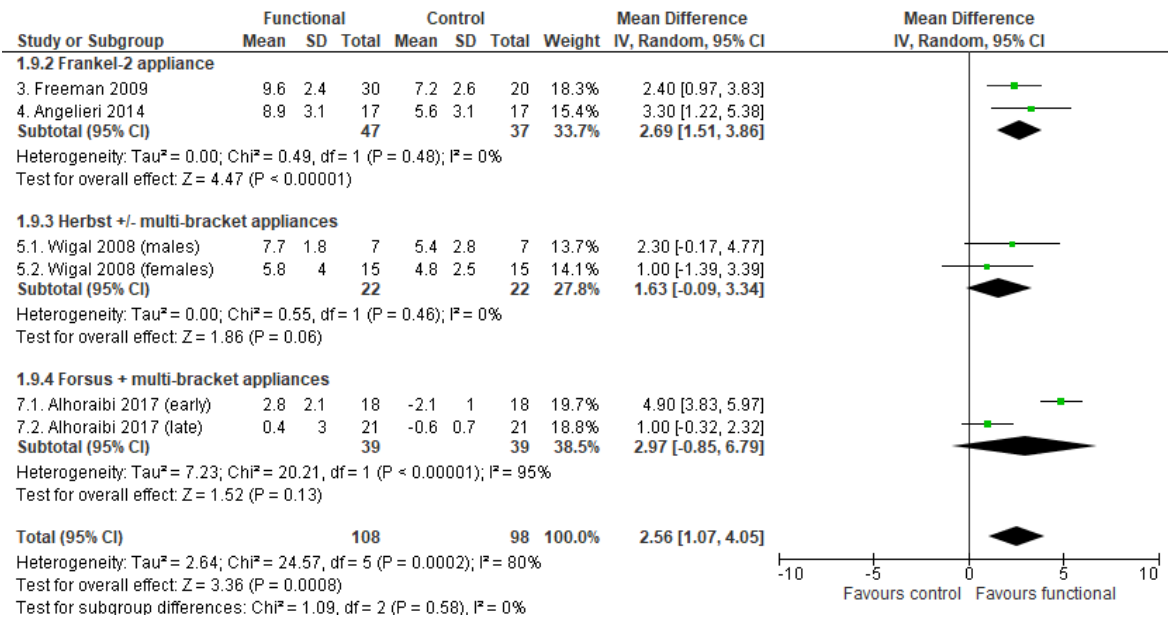 Functional Control Mean Difference Mean Difference
Study or Subgroup Mean SD Total Mean SD Total Weight IV, Random, 95% CI IV, Random, 95% CI
1.9.2 Frankel-2 appliance
3. Freeman 2009 9.6 2.4 30 7.2 2.6 20 18.3% 2.40 [0.97, 3.83]
4. Angelieri 2014 8.9 3.1 17 5.6 3.1 17 15.4% 3.30 [1.22, 5.38]
Subtotal (95% CI) 47 37 33.7% 2.69 [1.51, 3.86]
Heterogeneity: Tau² = 0.00; Chi² = 0.49, df = 1 (P = 0.48); I² = 0%
Test for overall effect: Z = 4.47 (P < 0.00001)
1.9.3 Herbst +/- multi-bracket appliances
5.1. Wigal 2008 (males) 7.7 1.8 7 5.4 2.8 7 13.7% 2.30 [-0.17, 4.77]
5.2. Wigal 2008 (females) 5.8 4 15 4.8 2.5 15 14.1% 1.00 [-1.39, 3.39]
Subtotal (95% CI) 22 22 27.8% 1.63 [-0.09, 3.34]
Heterogeneity: Tau² = 0.00; Chi² = 0.55, df = 1 (P = 0.46); I² = 0%
Test for overall effect: Z = 1.86 (P = 0.06)
1.9.4 Forsus + multi-bracket appliances
7.1. Alhoraibi 2017 (early) 2.8 2.1 18 -2.1 1 18 19.7% 4.90 [3.83, 5.97]
7.2. Alhoraibi 2017 (late) 0.4 3 21 -0.6 0.7 21 18.8% 1.00 [-0.32, 2.32]
Subtotal (95% CI) 39 39 38.5% 2.97 [-0.85, 6.79]
Heterogeneity: Tau² = 7.23; Chi² = 20.21, df = 1 (P < 0.00001); I² = 95%
Test for overall effect: Z = 1.52 (P = 0.13)
Total (95% CI) 108 98 100.0% 2.56 [1.07, 4.05]
Heterogeneity: Tau² = 2.64; Chi² = 24.57, df = 5 (P = 0.0002); I² = 80%
Test for overall effect: Z = 3.36 (P = 0.0008)
Test for subgroup differences: Chi² = 1.09, df = 2 (P = 0.58), I² = 0%
-10 -5 0 5 10
Favours control Favours functional